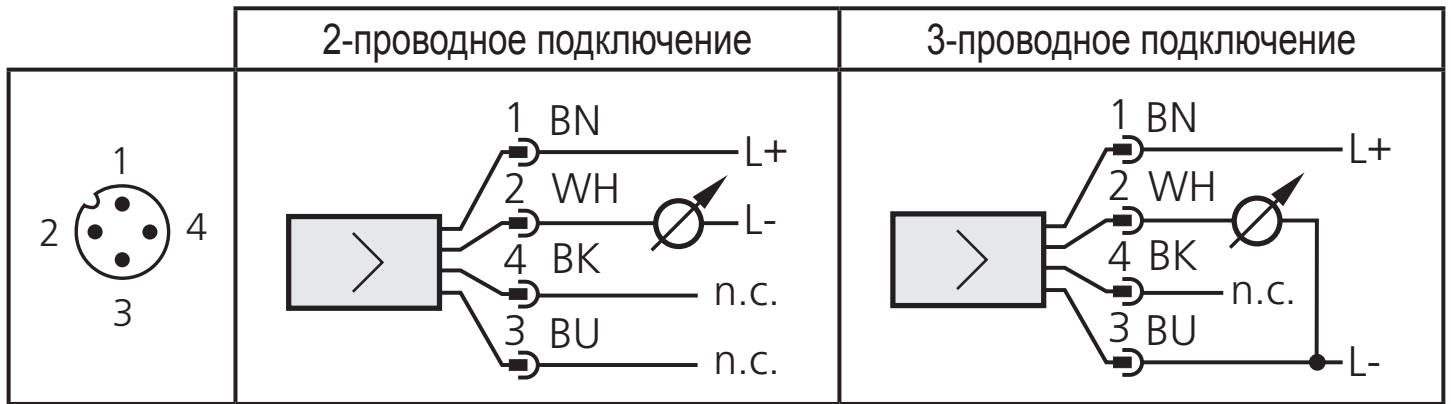 2-проводное подключение
3-проводное подключение
1
2
4
3
1 BN
L+
2 WH
L-
4 BK
n.c.
3 BU
n.c.
1 BN
L+
2 WH
4 BK
n.c.
3 BU
L-